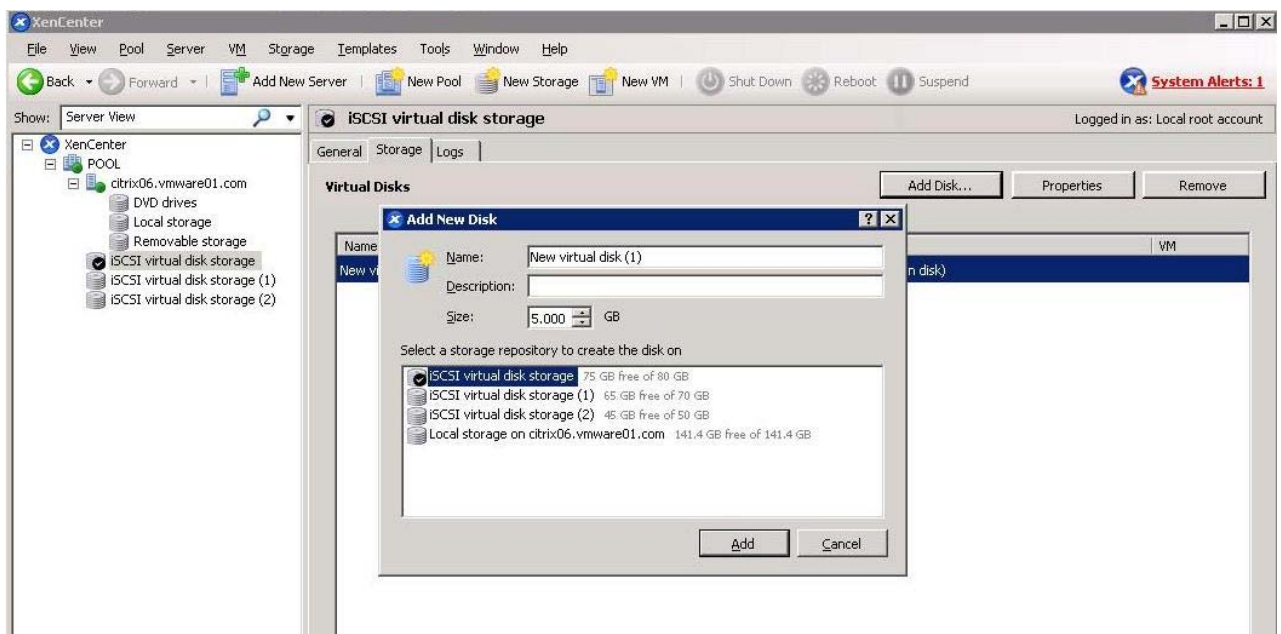 XenCenter
File View Pool Server VM Storage Templates Tools Window Help
Back Forward Add New Server New Pool New Storage New VM Shut Down Reboot Suspend System Alerts: 1
Show: Server View
iSCSI virtual disk storage Logged in as: Local root account
XenCenter
POOL
citrix06.vmware01.com
DVD drives
Local storage
Removable storage
iSCSI virtual disk storage
iSCSI virtual disk storage (1)
iSCSI virtual disk storage (2)
General Storage Logs
Virtual Disks Add Disk... Properties Remove
Name VM
New vi n disk)
Add New Disk
Name: New virtual disk (1)
Description:
Size: 5.000 GB
Select a storage repository to create the disk on
iSCSI virtual disk storage 75 GB free of 80 GB
iSCSI virtual disk storage (1) 65 GB free of 70 GB
iSCSI virtual disk storage (2) 45 GB free of 50 GB
Local storage on citrix06.vmware01.com 141.4 GB free of 141.4 GB
Add Cancel